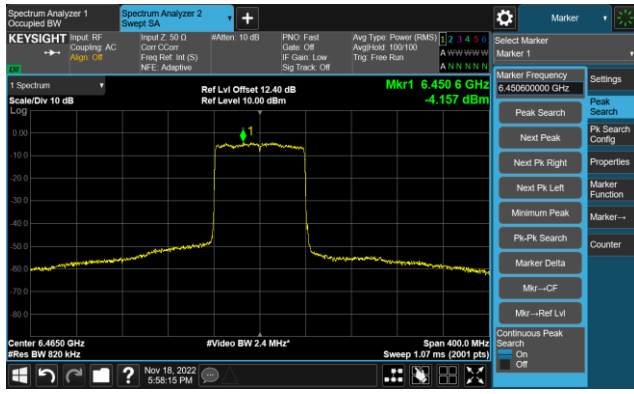 Spectrum Analyzer 1
Occupied BW
Spectrum Analyzer 2
Swept SA
Marker
KEYSIGHT
Input: RF
Coupling: AC
Align: Off
Input Z: 50 Ω
Corr CCorr
Freq Ref: Int (S)
NFE: Adaptive
#Atten: 10 dB
PNO: Fast
Gate: Off
IF Gain: Low
Sig Track: Off
Avg Type: Power (RMS)
Avg|Hold: 100/100
Trig: Free Run
1 2 3 4 5 6
A W W W W W
A N N N N N
Select Marker
Marker 1
1 Spectrum
Scale/Div 10 dB
Log
Ref Lvl Offset 12.40 dB
Ref Level 10.00 dBm
Mkr1 6.450 6 GHz
-4.157 dBm
1
0.00
-10.0
-20.0
-30.0
-40.0
-50.0
-60.0
-70.0
-80.0
Center 6.4650 GHz
#Res BW 820 kHz
#Video BW 2.4 MHz*
Span 400.0 MHz
Sweep 1.07 ms (2001 pts)
Marker Frequency
6.450600000 GHz
Peak Search
Next Peak
Next Pk Right
Next Pk Left
Minimum Peak
Pk-Pk Search
Marker Delta
Mkr→CF
Mkr→Ref Lvl
Continuous Peak
Search
On
Off
Settings
Peak
Search
Pk Search
Config
Properties
Marker
Function
Marker→
Counter
Nov 18, 2022
5:58:15 PM